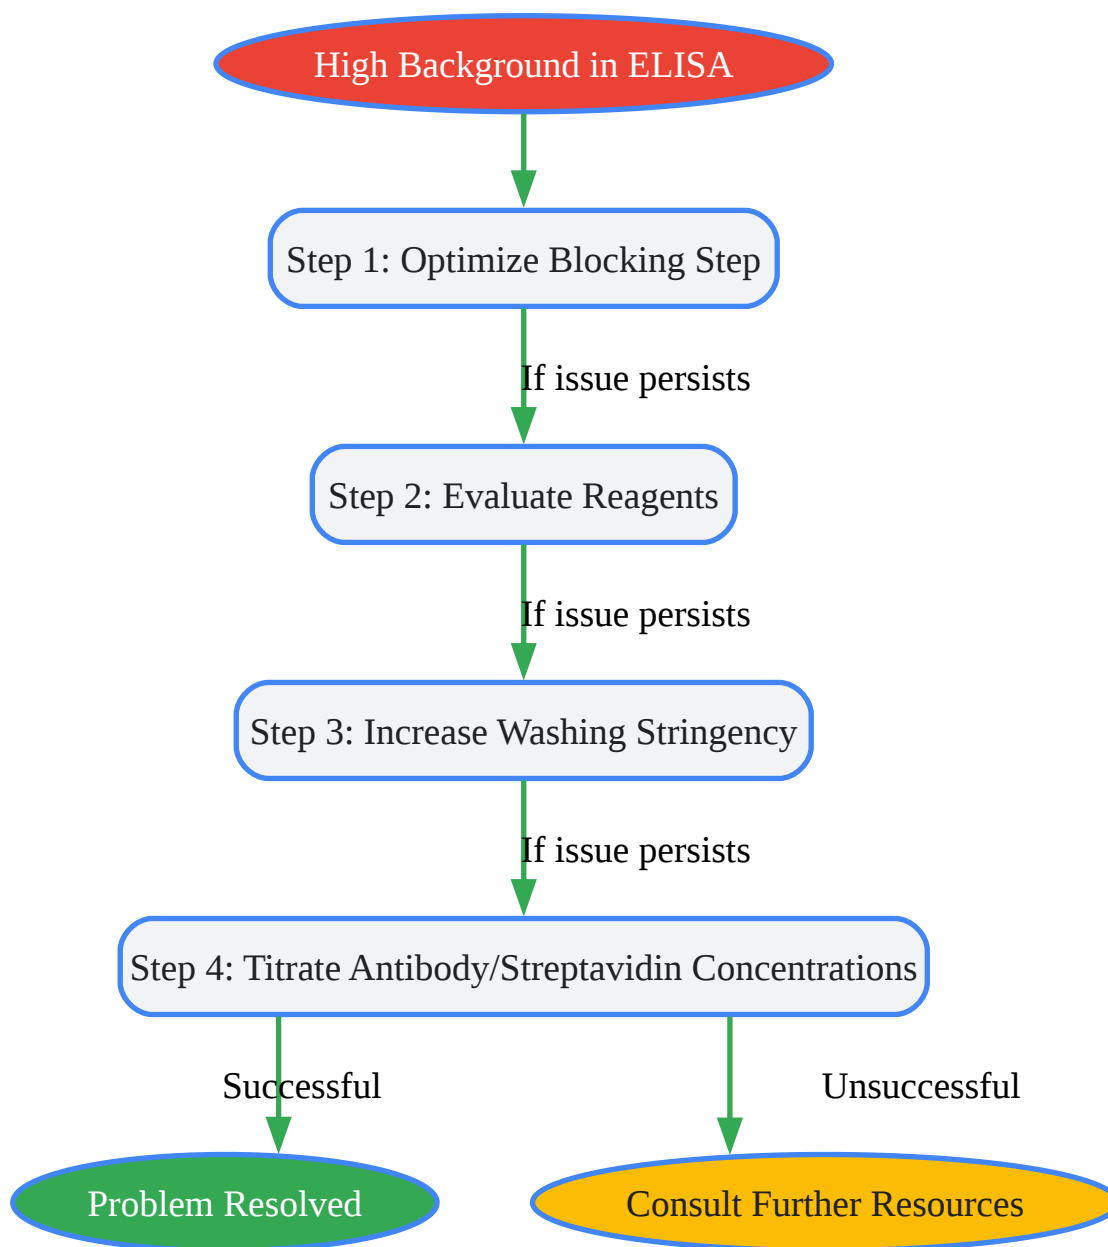 High Background in ELISA
Step 1: Optimize Blocking Step
If issue persists
Step 2: Evaluate Reagents
If issue persists
Step 3: Increase Washing Stringency
If issue persists
Step 4: Titrate Antibody/Streptavidin Concentrations
Successful
Unsuccessful
Problem Resolved
Consult Further Resources